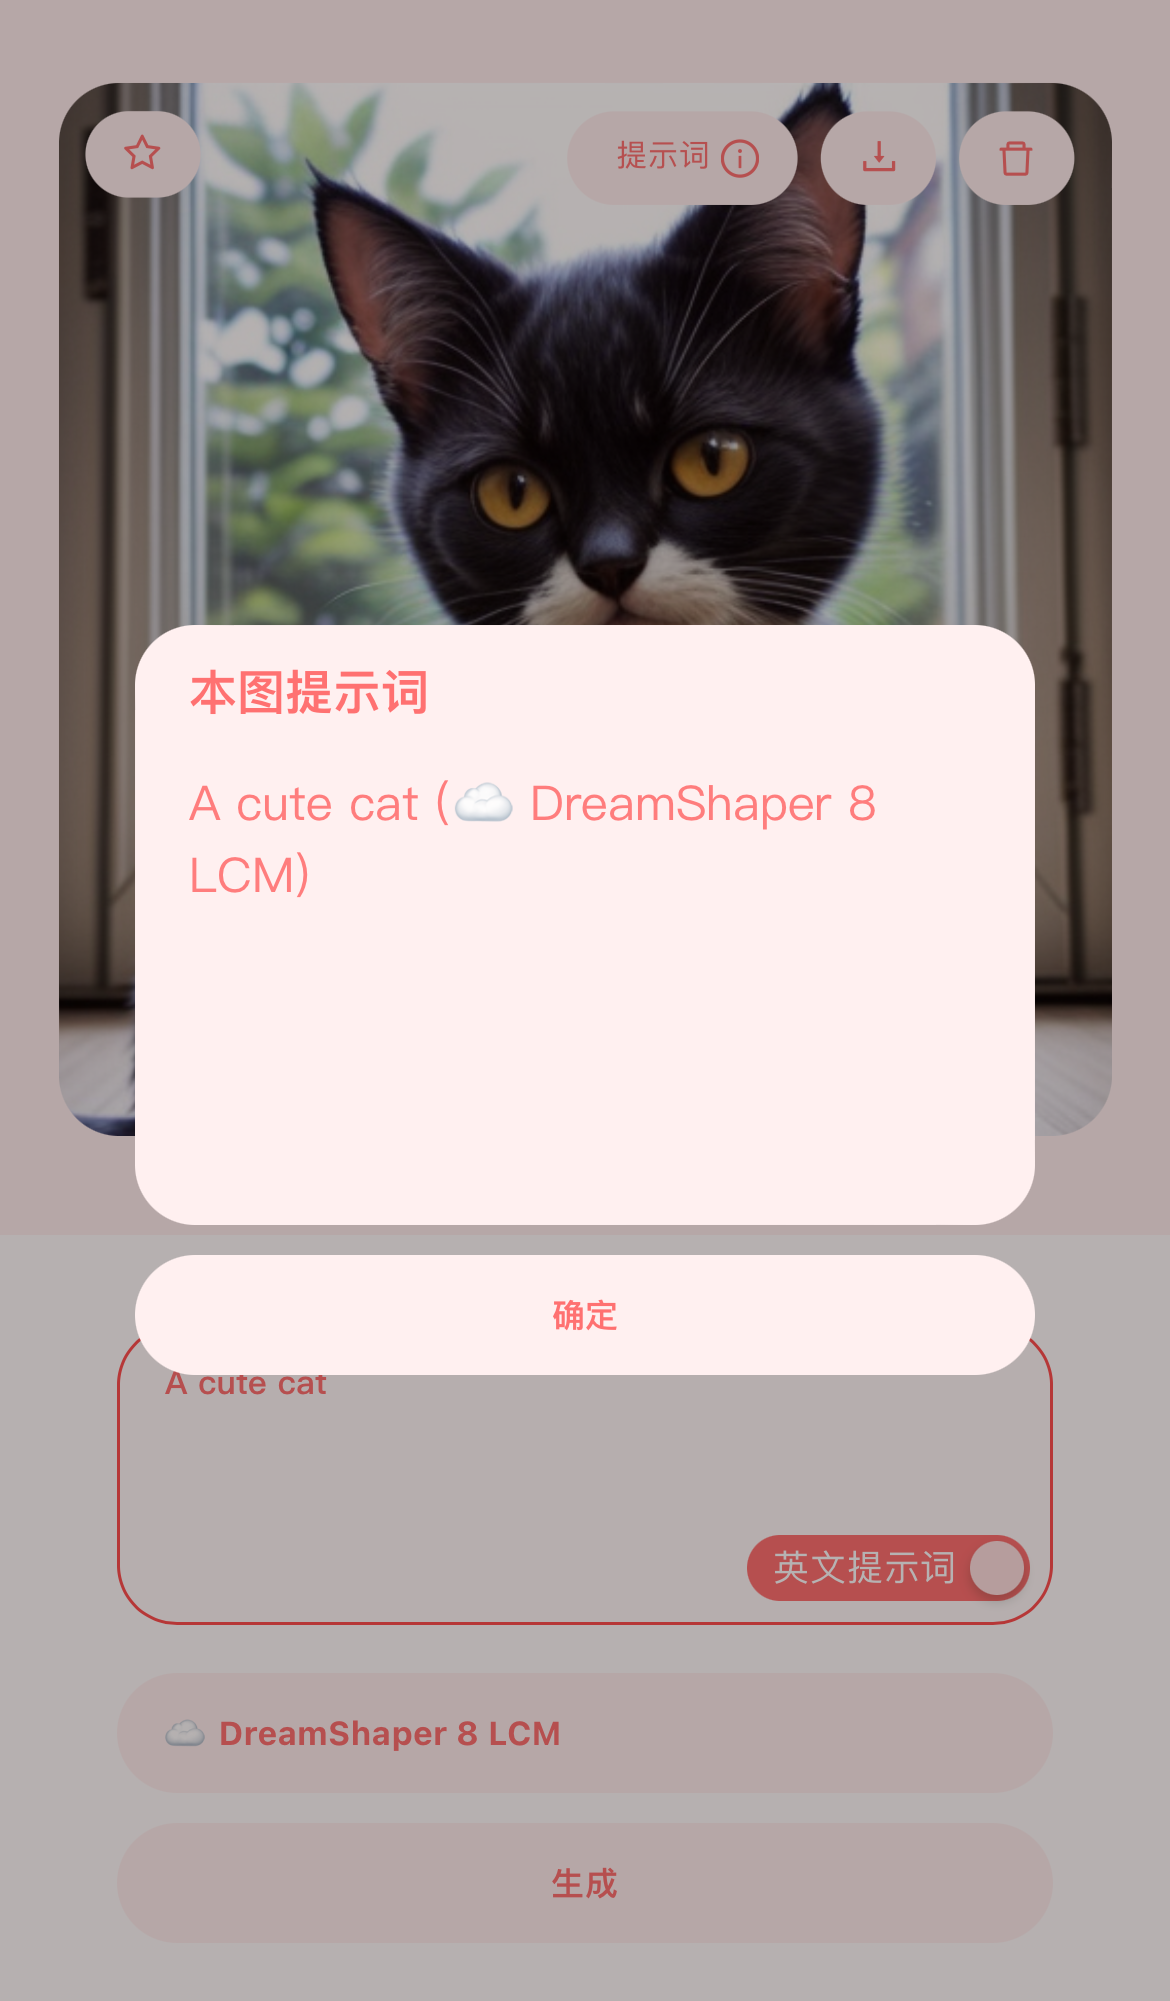 提示词
本图提示词
A cute cat (☁️ DreamShaper 8
LCM)
确定
A cute cat
英文提示词
☁️ DreamShaper 8 LCM
生成